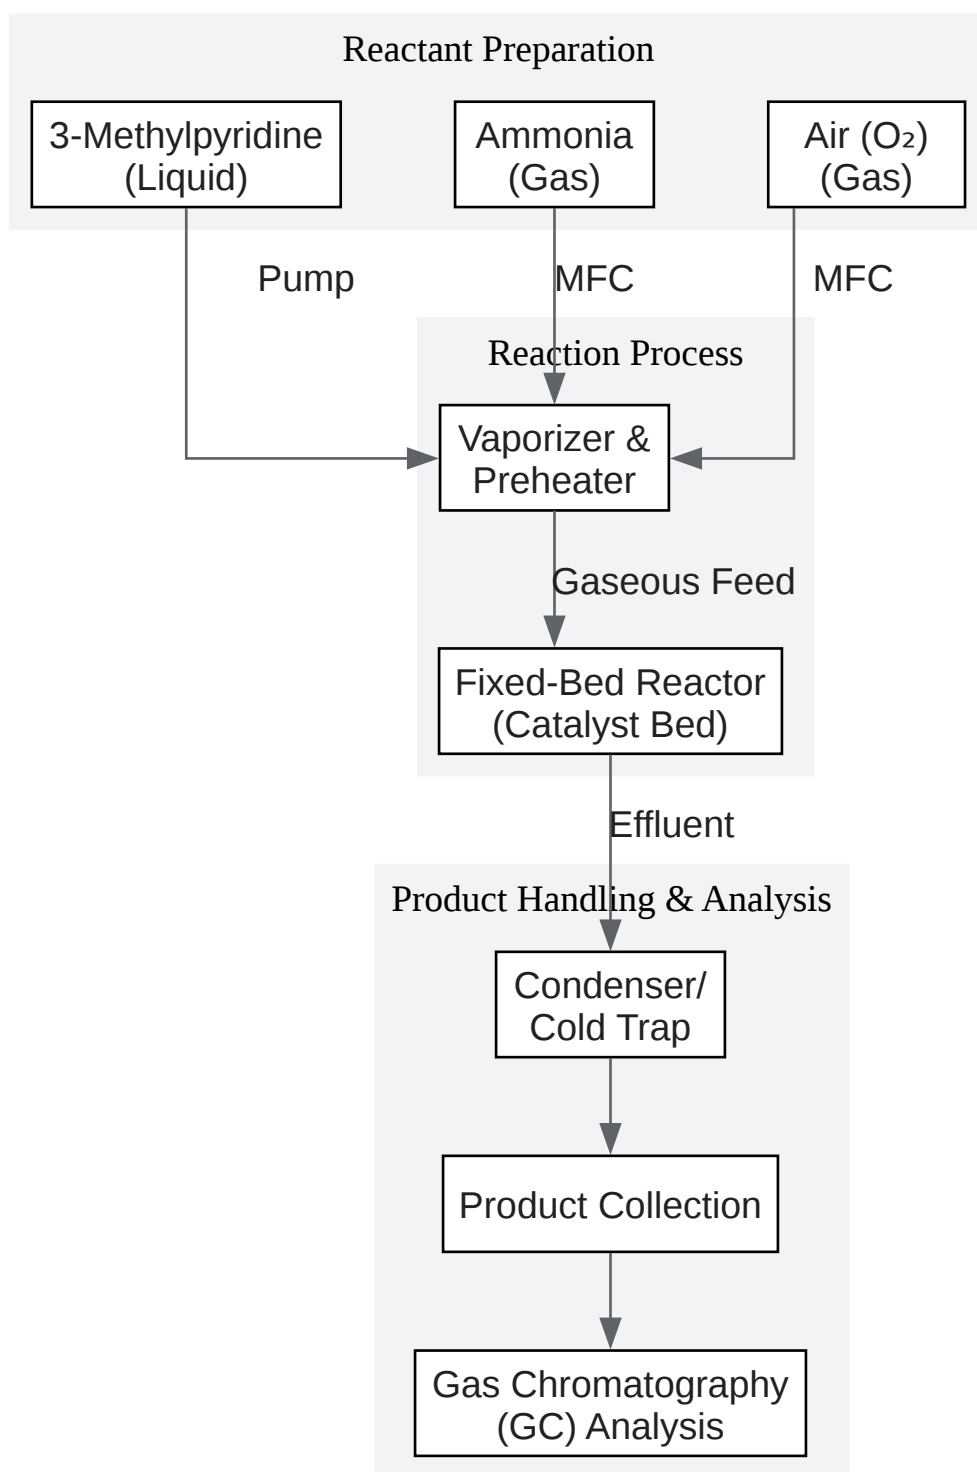 Reactant Preparation
3-Methylpyridine
(Liquid)
Ammonia
(Gas)
Air (O₂)
(Gas)
Pump
MFC
MFC
Reaction Process
Vaporizer &
Preheater
Gaseous Feed
Fixed-Bed Reactor
(Catalyst Bed)
Effluent
Product Handling & Analysis
Condenser/
Cold Trap
Product Collection
Gas Chromatography
(GC) Analysis